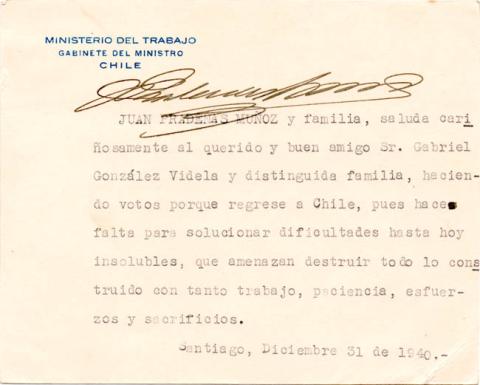 MINISTERIO DEL TRABAJO
GABINETE DEL MINISTRO
CHILE
JUAN PRADEÑAS MUÑOZ y familia, saluda cari
ñosamente al querido y buen amigo Sr. Gabriel
González Videla y distinguida familia, hacien-
do votos porque regrese a Chile, pues hace
falta para solucionar dificultades hasta hoy
insolubles, que amenazan destruir todo lo cons
truido con tanto trabajo, paciencia, esfuer-
zos y sacrificios.
Santiago, Diciembre 31 de 1940.-